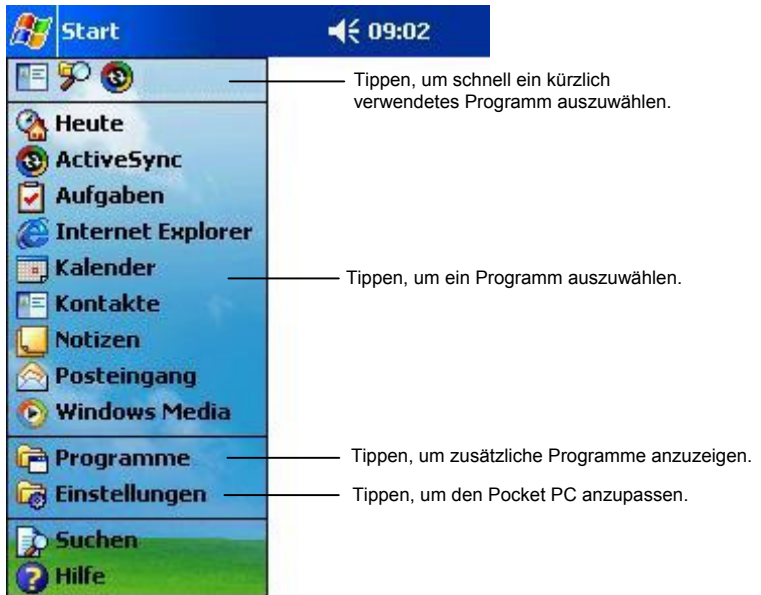 Start 09:02
Tippen, um schnell ein kürzlich
verwendetes Programm auszuwählen.
Heute
ActiveSync
Aufgaben
Internet Explorer
Kalender
Tippen, um ein Programm auszuwählen.
Kontakte
Notizen
Posteingang
Windows Media
Programme
Tippen, um zusätzliche Programme anzuzeigen.
Einstellungen
Tippen, um den Pocket PC anzupassen.
Suchen
Hilfe